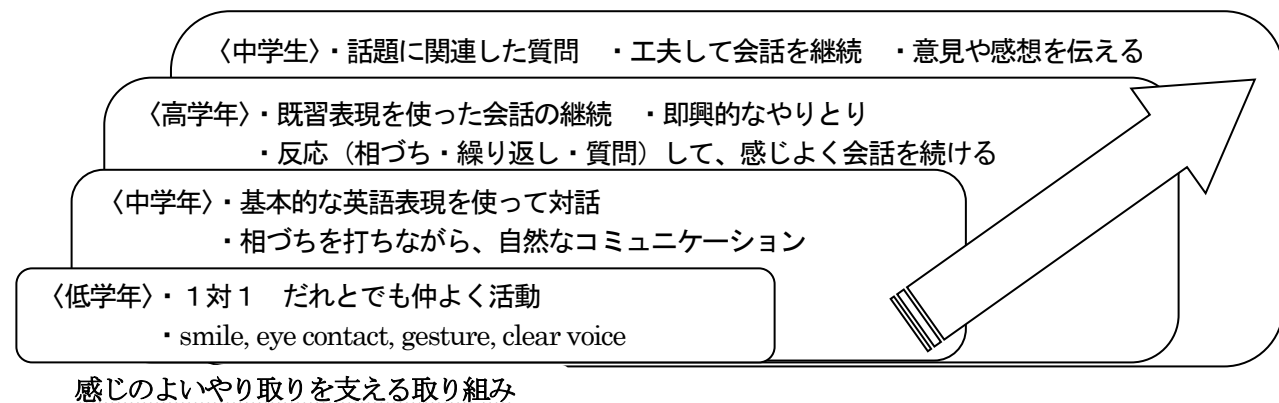 〈中学生〉・話題に関連した質問　・工夫して会話を継続　・意見や感想を伝える
〈高学年〉・既習表現を使った会話の継続　・即興的なやりとり
・反応（相づち・繰り返し・質問）して、感じよく会話を続ける
〈中学年〉・基本的な英語表現を使って対話
・相づちを打ちながら、自然なコミュニケーション
〈低学年〉・１対１　だれとでも仲よく活動
・smile, eye contact, gesture, clear voice
感じのよいやり取りを支える取り組み